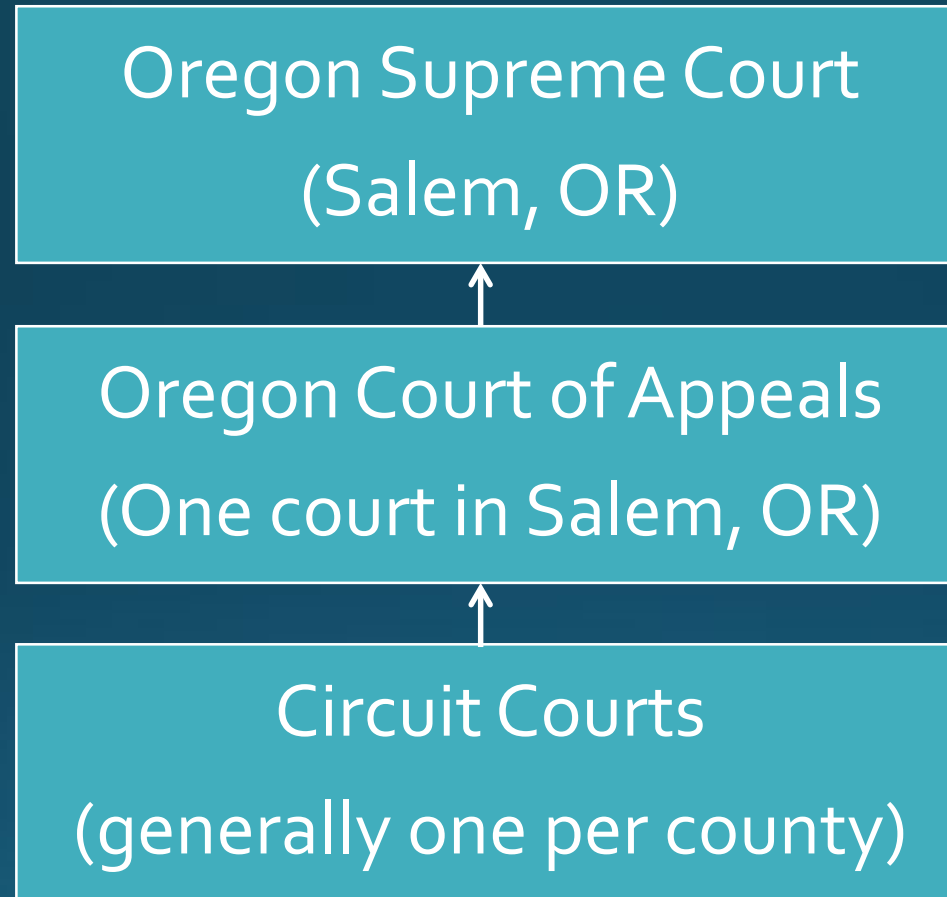 Oregon Supreme Court
(Salem, OR)
Oregon Court of Appeals
(One court in Salem, OR)
Circuit Courts
(generally one per county)